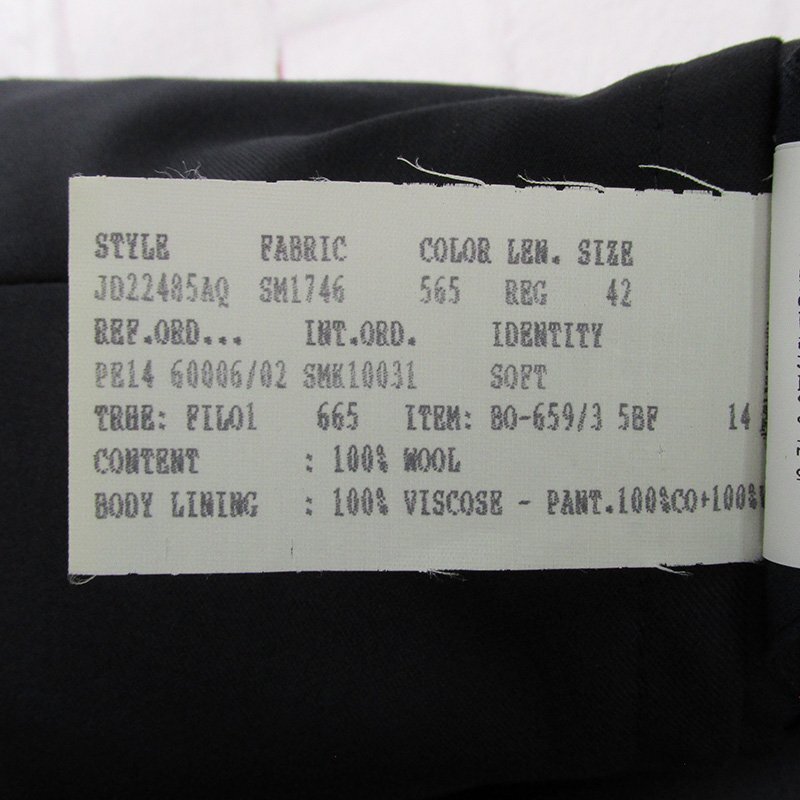 STYLE FABRIC COLOR LEN. SIZE
JD22485AQ SM1746 565 REG 42
REF.ORD... INT.ORD. IDENTITY
PE14 60006/02 SMK10031 SOFT
TRHE: FILO1 665 ITEM: BO-659/3 5BF 14
CONTENT : 100% WOOL
BODY LINING : 100% VISCOSE - PANT.100%CO+100%V